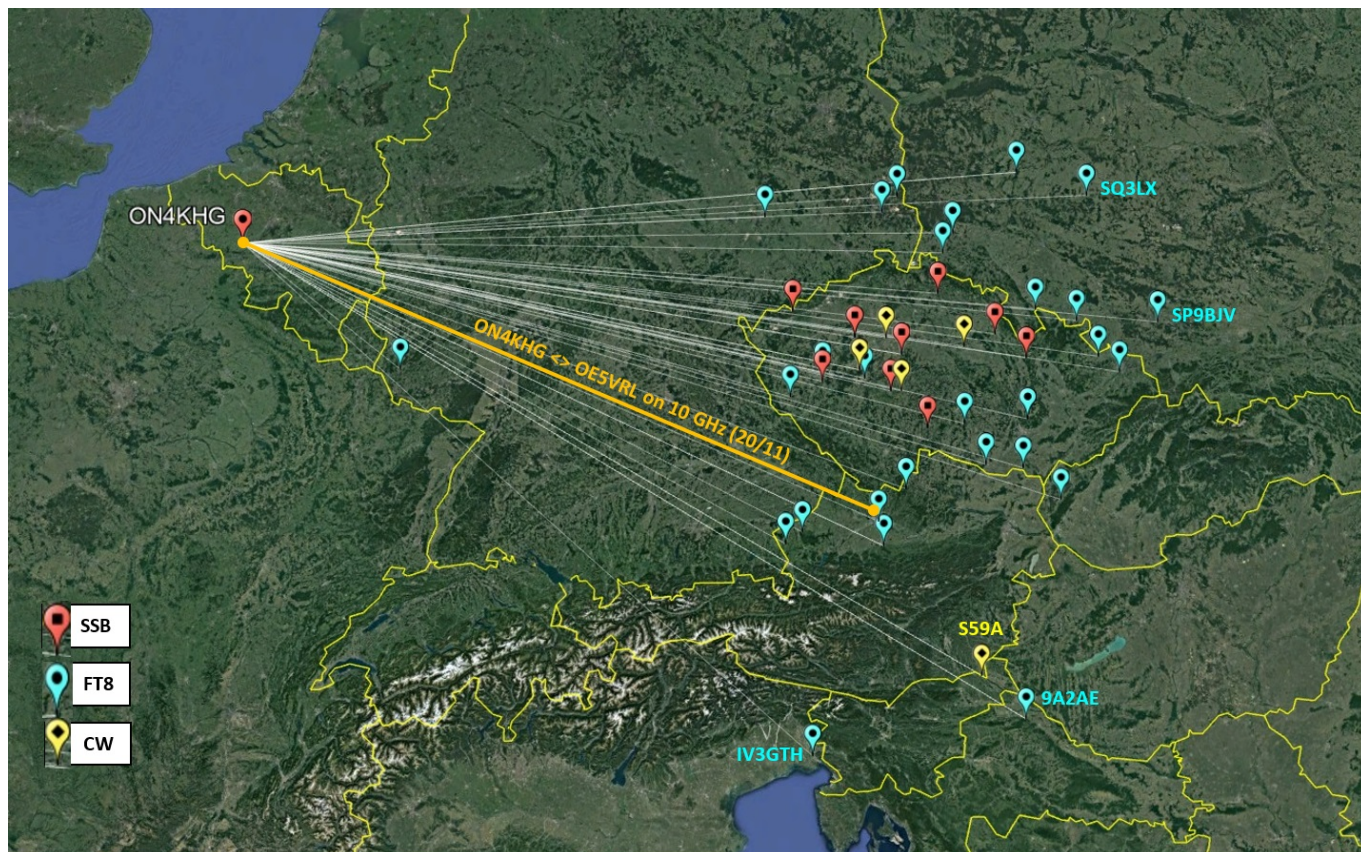 ON4KHG
SQ3LX
SP9BJV
ON4KHG <> OE5VRL on 10 GHz (20/11)
SSB
FT8
CW
S59A
9A2AE
IV3GTH